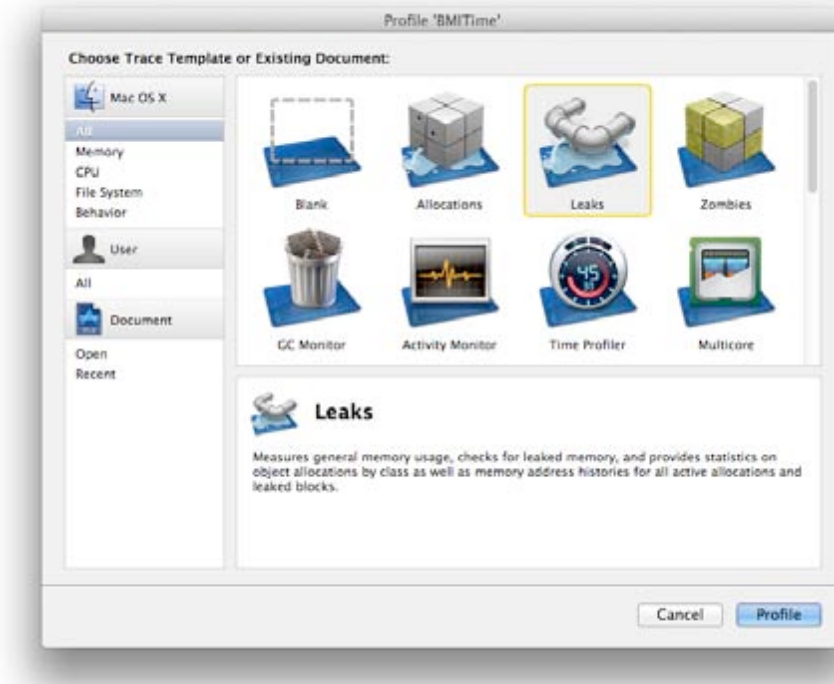 Profile 'BMITime'
Choose Trace Template or Existing Document:
Mac OS X
All
Memory
CPU
File System
Behavior
User
All
Document
Open
Recent
Blank
Allocations
Leaks
Zombies
GC Monitor
Activity Monitor
45
Time Profiler
Multicore
Leaks
Measures general memory usage, checks for leaked memory, and provides statistics on
object allocations by class as well as memory address histories for all active allocations and
leaked blocks.
Cancel
Profile